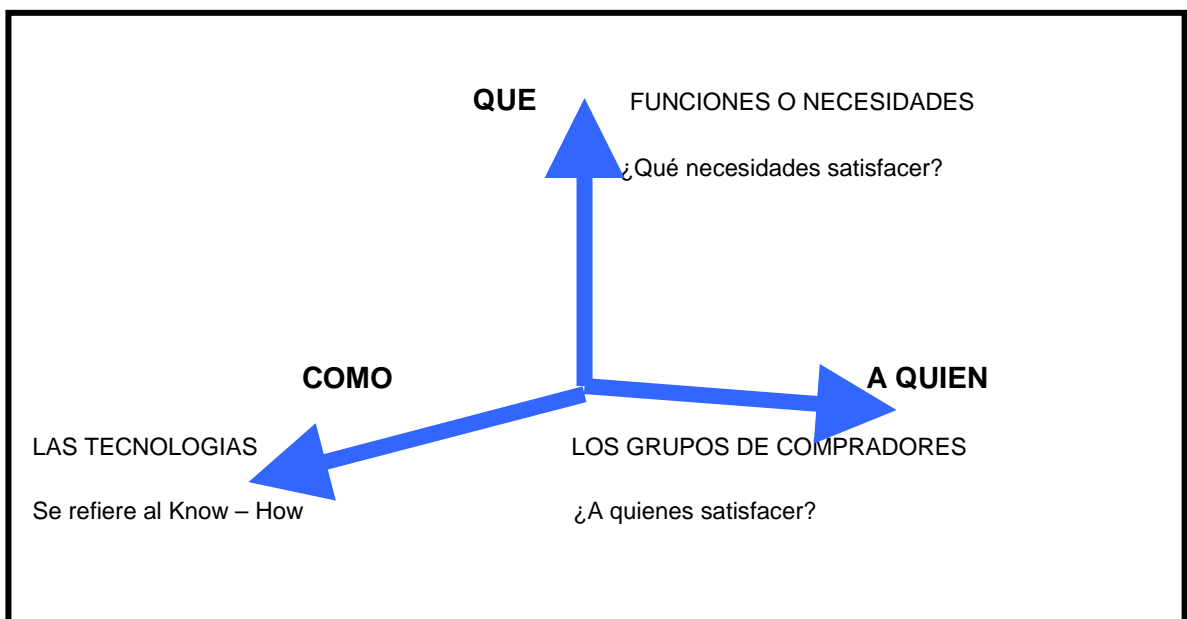 QUE FUNCIONES O NECESIDADES
¿Qué necesidades satisfacer?
COMO A QUIEN
LAS TECNOLOGIAS LOS GRUPOS DE COMPRADORES
Se refiere al Know – How ¿A quienes satisfacer?